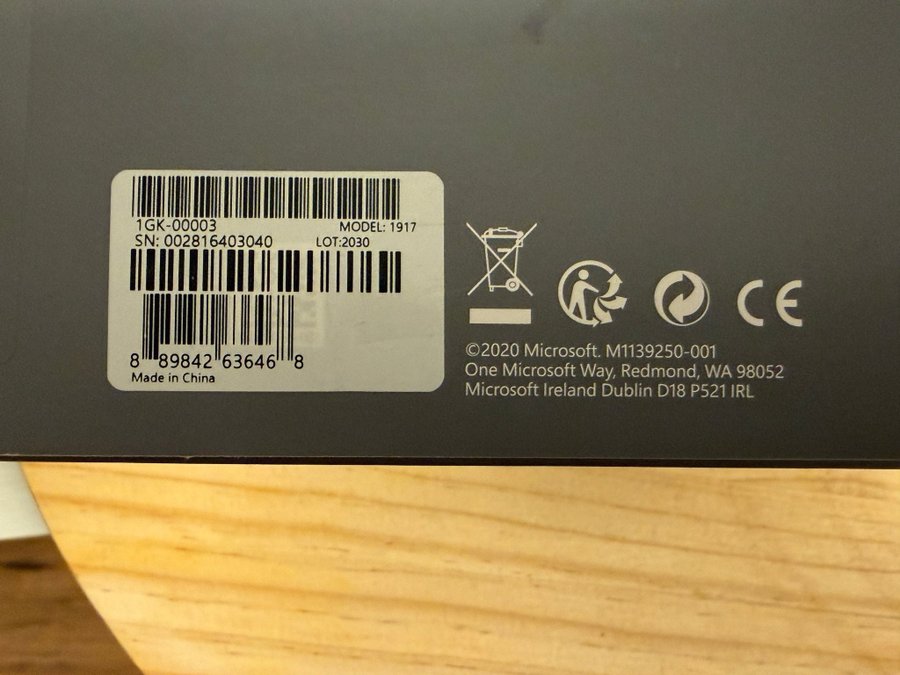 1GK-00003 MODEL: 1917
SN: 002816403040 LOT:2030
8 89842 63646 8
Made in China
CE
©2020 Microsoft. M1139250-001
One Microsoft Way, Redmond, WA 98052
Microsoft Ireland Dublin D18 P521 IRL